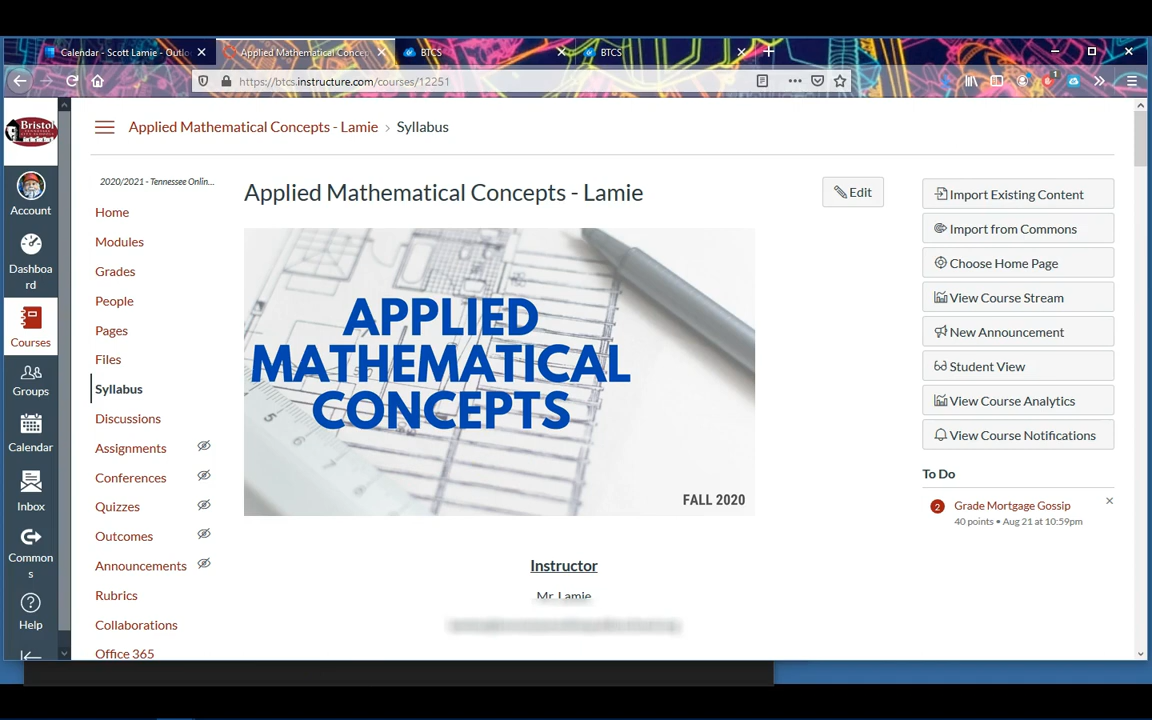 Calendar - Scott Lamie - Outlo
Applied Mathematical Concep
BTCS
BTCS
https://btcs.instructure.com/courses/12251
1
Bristol
Applied Mathematical Concepts - Lamie › Syllabus
Account
Dashboa
rd
Courses
Groups
Calendar
Inbox
Common
s
Help
2020/2021 - Tennessee Onlin...
Home
Modules
Grades
People
Pages
Files
Syllabus
Discussions
Assignments
Conferences
Quizzes
Outcomes
Announcements
Rubrics
Collaborations
Office 365
Applied Mathematical Concepts - Lamie
Edit
APPLIED
MATHEMATICAL
CONCEPTS
FALL 2020
Instructor
Mr. Lamie
Import Existing Content
Import from Commons
Choose Home Page
View Course Stream
New Announcement
Student View
View Course Analytics
View Course Notifications
To Do
2 Grade Mortgage Gossip
40 points • Aug 21 at 10:59pm